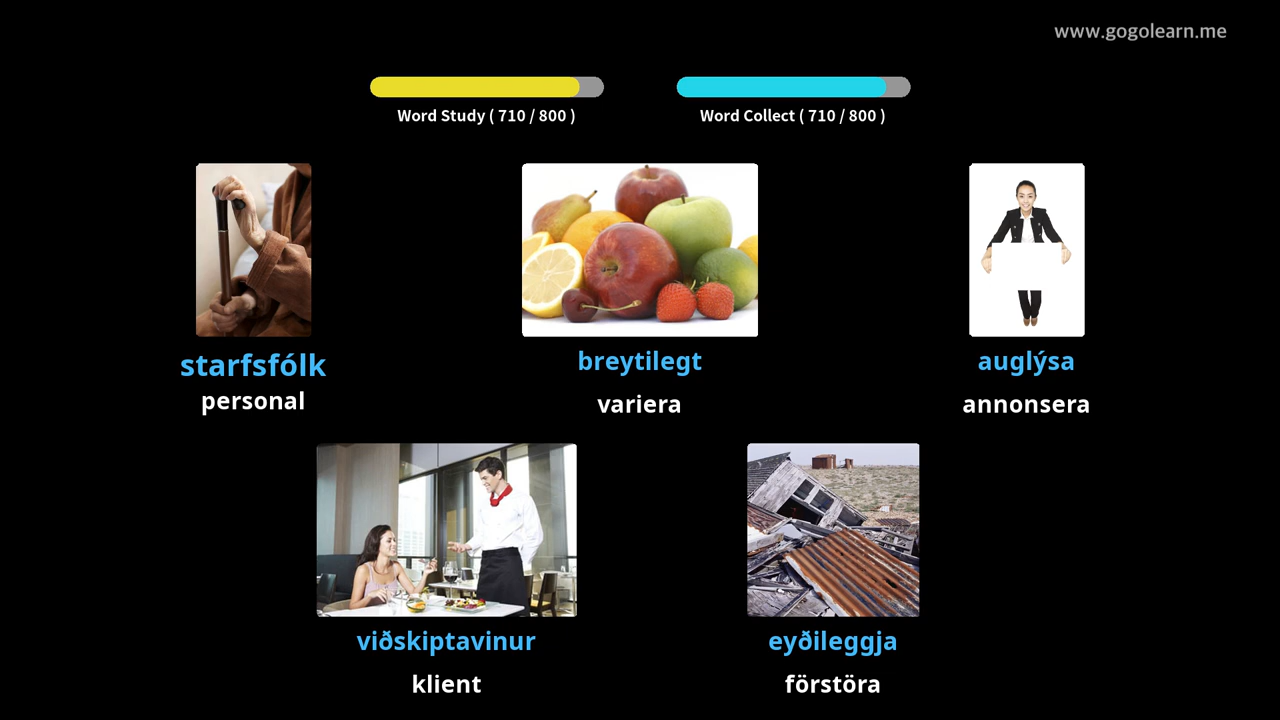 www.gogolearn.me
Word Study ( 710 / 800 )
Word Collect ( 710 / 800 )
starfsfólk
personal
breytilegt
variera
auglýsa
annonsera
viðskiptavinur
klient
eyðileggja
förstöra